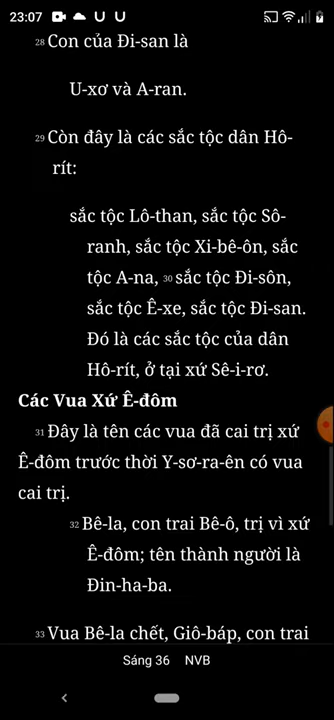 23:07
28 Con của Đi-san là
U-xơ và A-ran.
29 Còn đây là các sắc tộc dân Hô-
rít:
sắc tộc Lô-than, sắc tộc Sô-
ranh, sắc tộc Xi-bê-ôn, sắc
tộc A-na, 30 sắc tộc Đi-sôn,
sắc tộc Ê-xe, sắc tộc Đi-san.
Đó là các sắc tộc của dân
Hô-rít, ở tại xứ Sê-i-rơ.
Các Vua Xứ Ê-đôm
31 Đây là tên các vua đã cai trị xứ
Ê-đôm trước thời Y-sơ-ra-ên có vua
cai trị.
32 Bê-la, con trai Bê-ô, trị vì xứ
Ê-đôm; tên thành người là
Đin-ha-ba.
33 Vua Bê-la chết, Giô-báp, con trai
Sáng 36 NVB